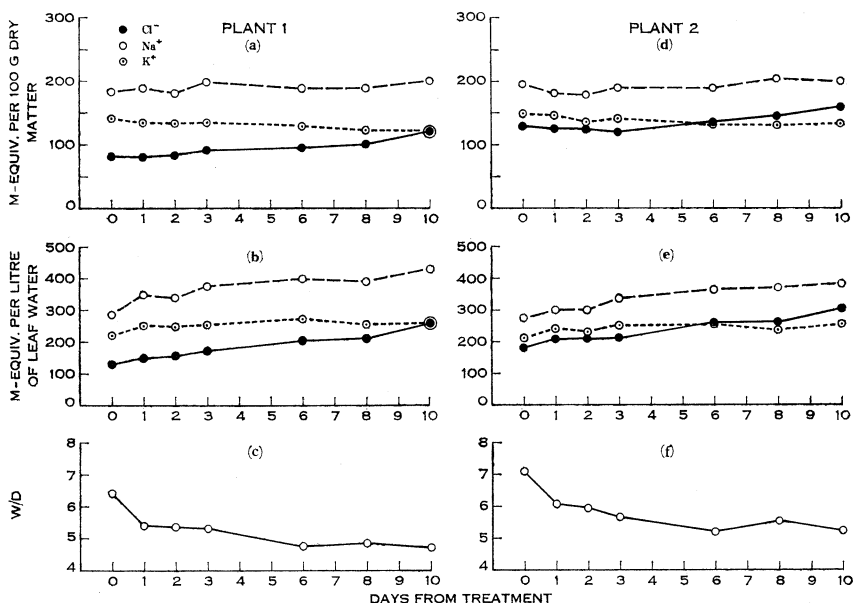 PLANT 1
PLANT 2
Cl⁻
Na⁺
K⁺
(a)
(d)
M-EQUIV. PER 100 G DRY
MATTER
300
200
100
0
0 1 2 3 4 5 6 7 8 9 10
300
200
100
0
0 1 2 3 4 5 6 7 8 9 10
(b)
(e)
M-EQUIV. PER LITRE
OF LEAF WATER
500
400
300
200
100
0
0 1 2 3 4 5 6 7 8 9 10
500
400
300
200
100
0
0 1 2 3 4 5 6 7 8 9 10
(c)
(f)
W/D
8
7
6
5
4
0 1 2 3 4 5 6 7 8 9 10
8
7
6
5
4
0 1 2 3 4 5 6 7 8 9 10
DAYS FROM TREATMENT